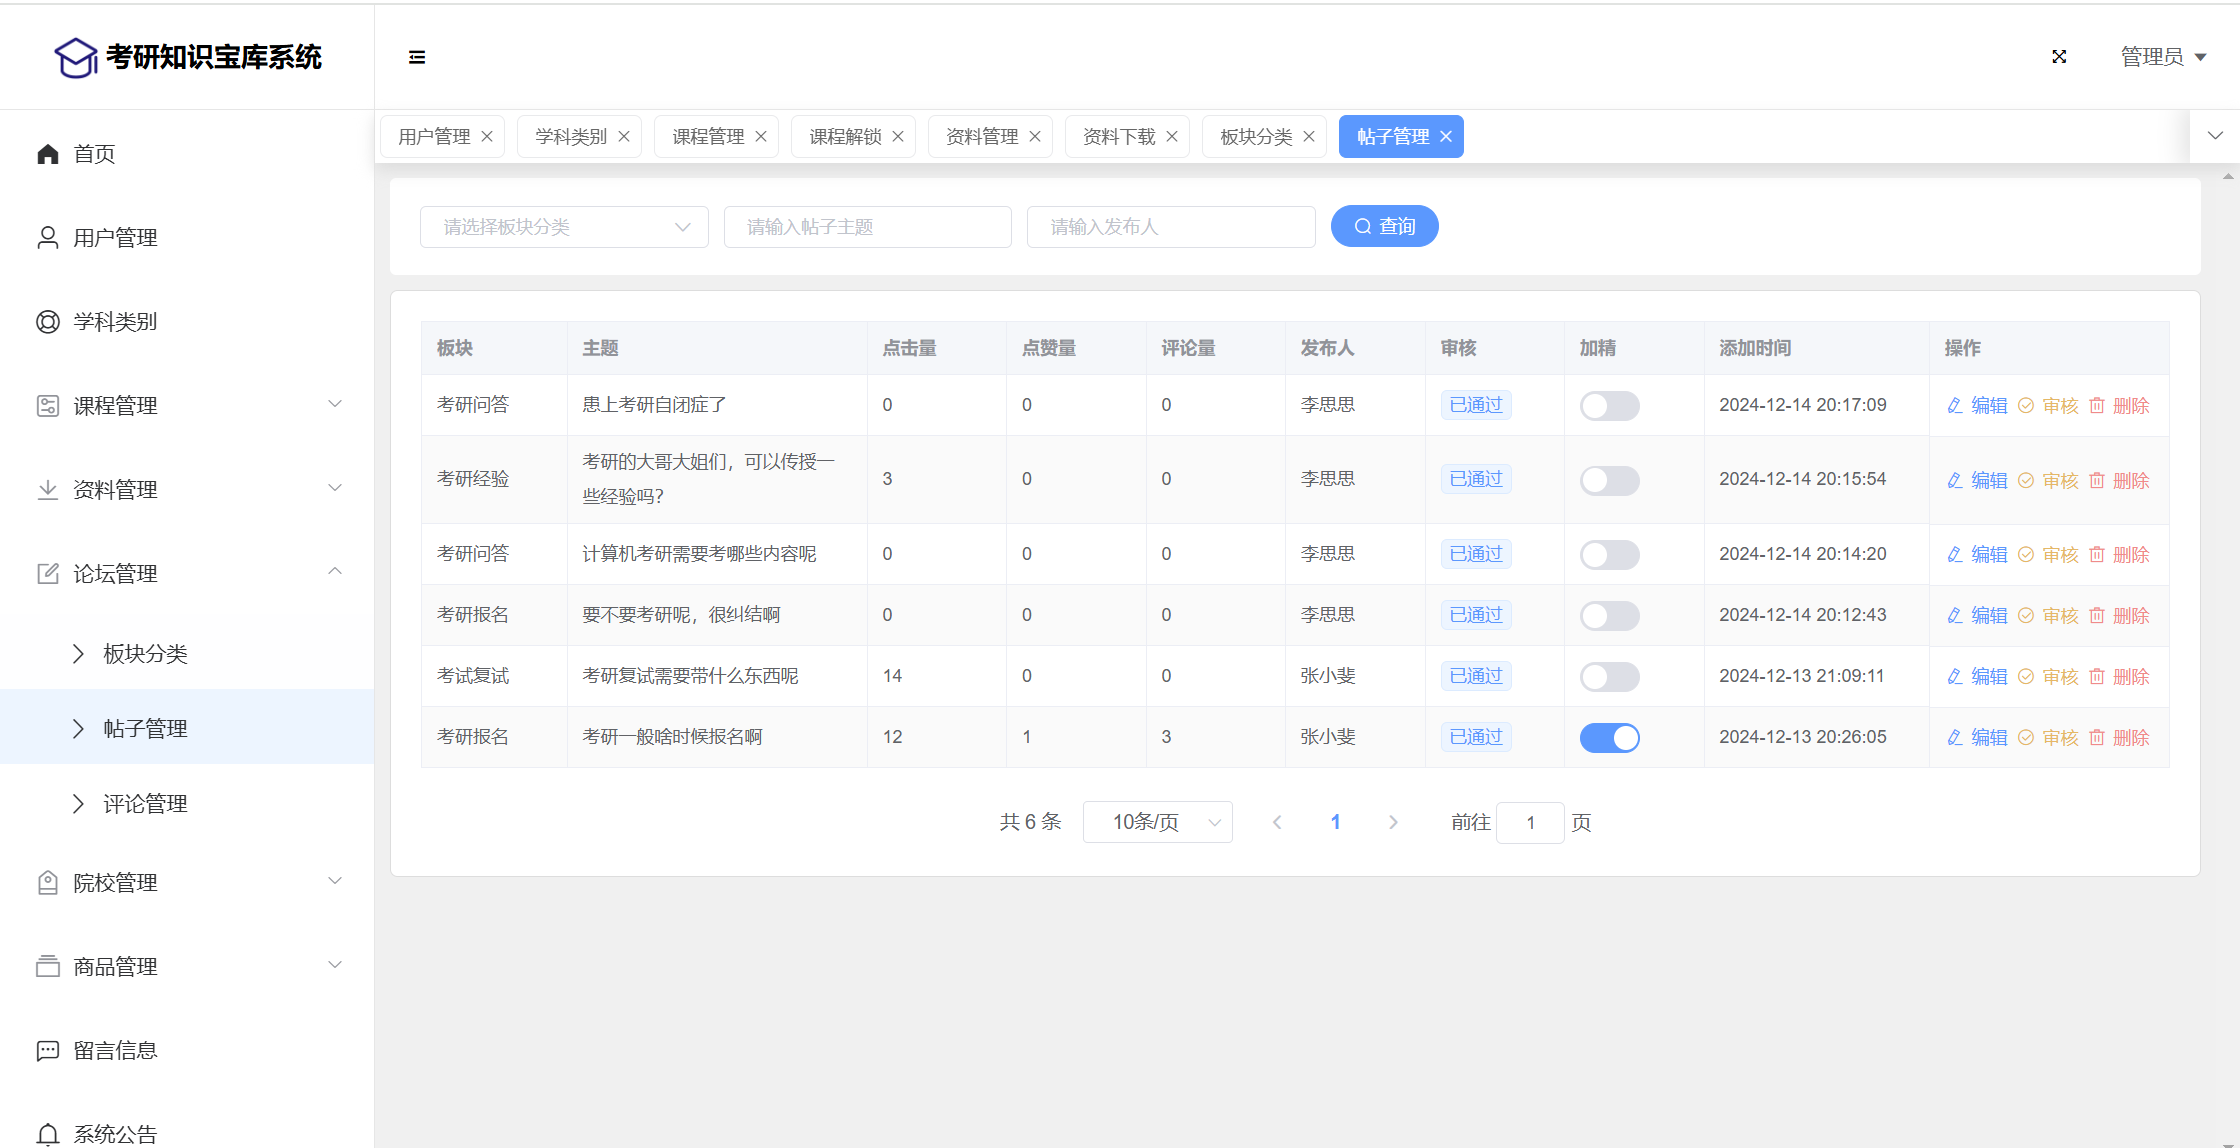 考研知识宝库系统
管理员
首页
用户管理
学科类别
课程管理
资料管理
论坛管理
板块分类
帖子管理
评论管理
院校管理
商品管理
留言信息
系统公告
用户管理 学科类别 课程管理 课程解锁 资料管理 资料下载 板块分类 帖子管理
请选择板块分类 请输入帖子主题 请输入发布人 查询
板块 主题 点击量 点赞量 评论量 发布人 审核 加精 添加时间 操作
考研问答 患上考研自闭症了 0 0 0 李思思 已通过 2024-12-14 20:17:09 编辑 审核 删除
考研经验 考研的大哥大姐们，可以传授一
些经验吗？ 3 0 0 李思思 已通过 2024-12-14 20:15:54 编辑 审核 删除
考研问答 计算机考研需要考哪些内容呢 0 0 0 李思思 已通过 2024-12-14 20:14:20 编辑 审核 删除
考研报名 要不要考研呢，很纠结啊 0 0 0 李思思 已通过 2024-12-14 20:12:43 编辑 审核 删除
考试复试 考研复试需要带什么东西呢 14 0 0 张小斐 已通过 2024-12-13 21:09:11 编辑 审核 删除
考研报名 考研一般啥时候报名啊 12 1 3 张小斐 已通过 2024-12-13 20:26:05 编辑 审核 删除
共 6 条 10条/页 1 前往 1 页